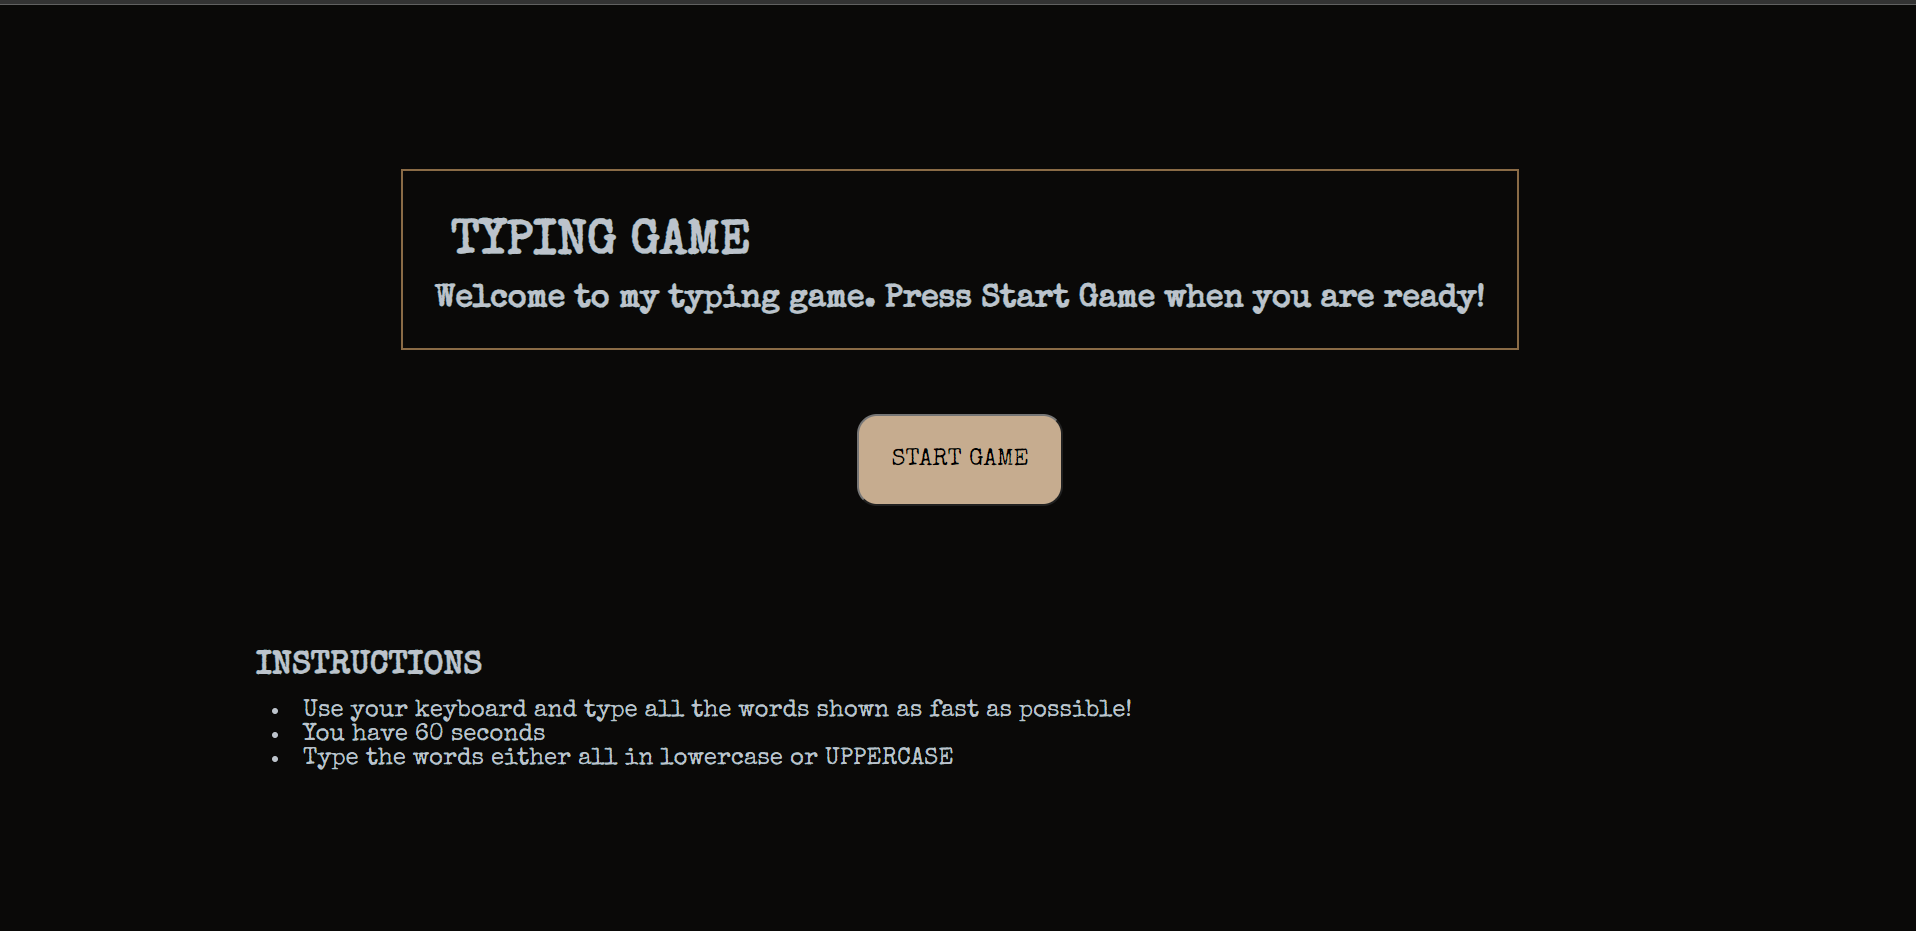 TYPING GAME
Welcome to my typing game. Press Start Game when you are ready!
START GAME
INSTRUCTIONS
• Use your keyboard and type all the words shown as fast as possible!
• You have 60 seconds
• Type the words either all in lowercase or UPPERCASE